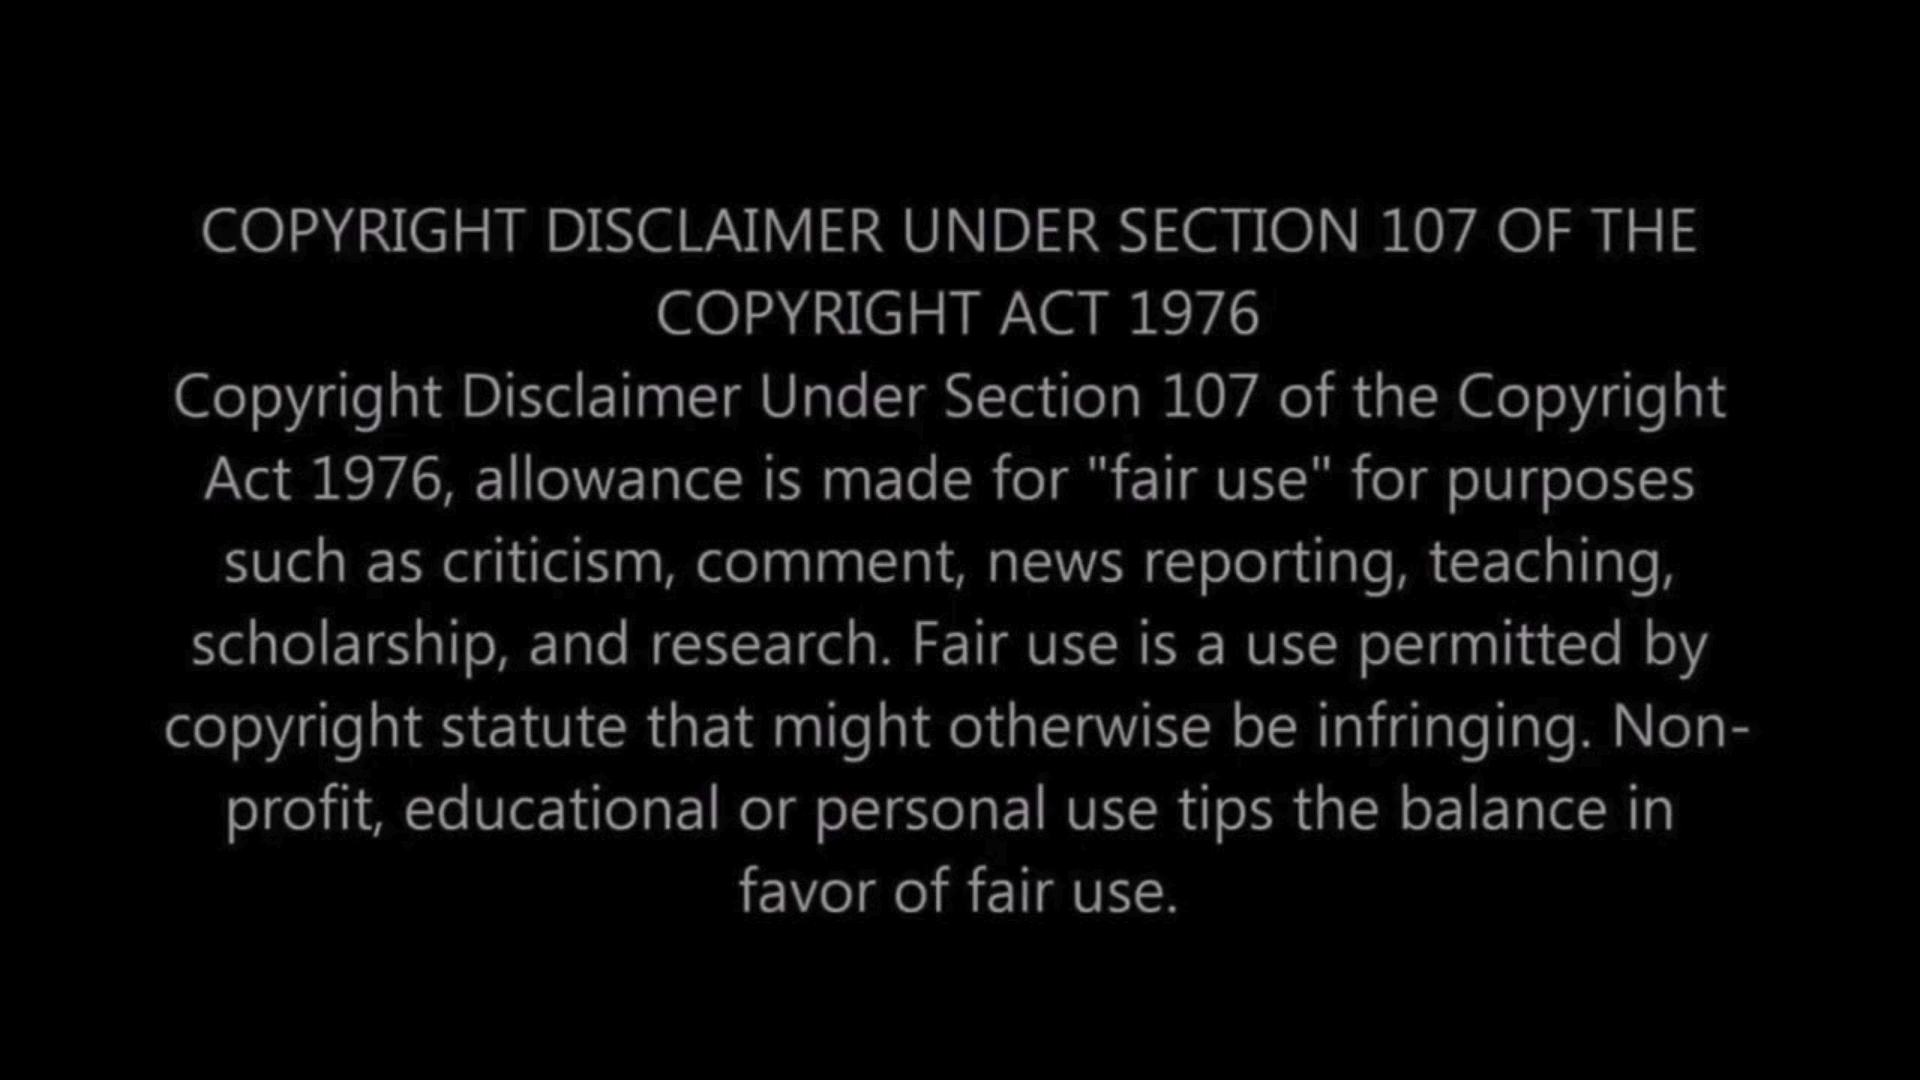 COPYRIGHT DISCLAIMER UNDER SECTION 107 OF THE
COPYRIGHT ACT 1976
Copyright Disclaimer Under Section 107 of the Copyright
Act 1976, allowance is made for "fair use" for purposes
such as criticism, comment, news reporting, teaching,
scholarship, and research. Fair use is a use permitted by
copyright statute that might otherwise be infringing. Non-
profit, educational or personal use tips the balance in
favor of fair use.